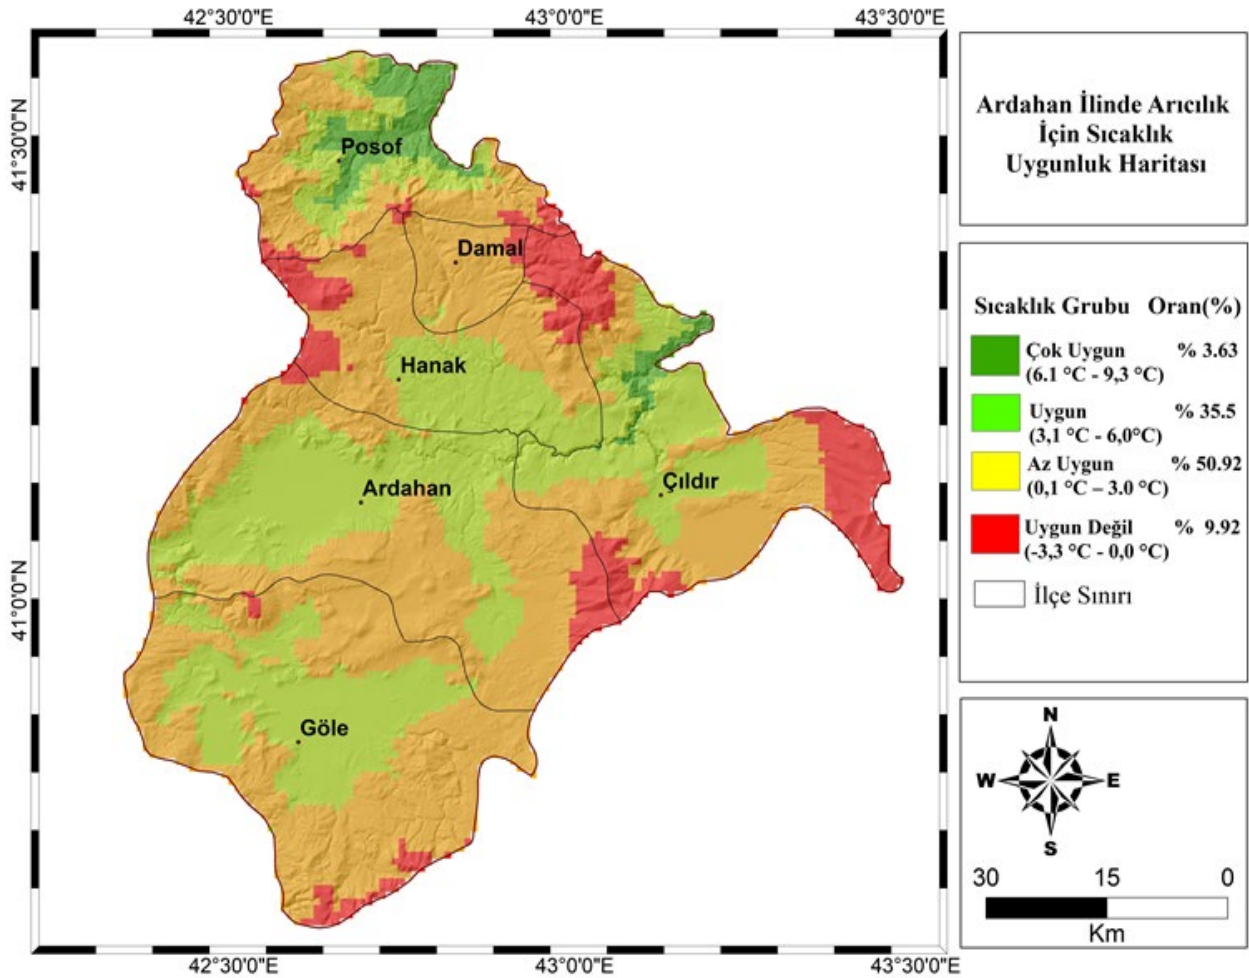 42°30'0"E 43°0'0"E 43°30'0"E
41°30'0"N
41°0'0"N
Posof
Damal
Hanak
Ardahan
Çıldır
Göle
42°30'0"E 43°0'0"E 43°30'0"E
Ardahan İlinde Arıcılık
İçin Sıcaklık
Uygunluk Haritası
Sıcaklık Grubu Oran(%)
Çok Uygun % 3.63
(6.1 °C - 9,3 °C)
Uygun % 35.5
(3,1 °C - 6,0°C)
Az Uygun % 50.92
(0,1 °C – 3.0 °C)
Uygun Değil % 9.92
(-3,3 °C - 0,0 °C)
İlçe Sınırı
N
W E
S
30 15 0
Km